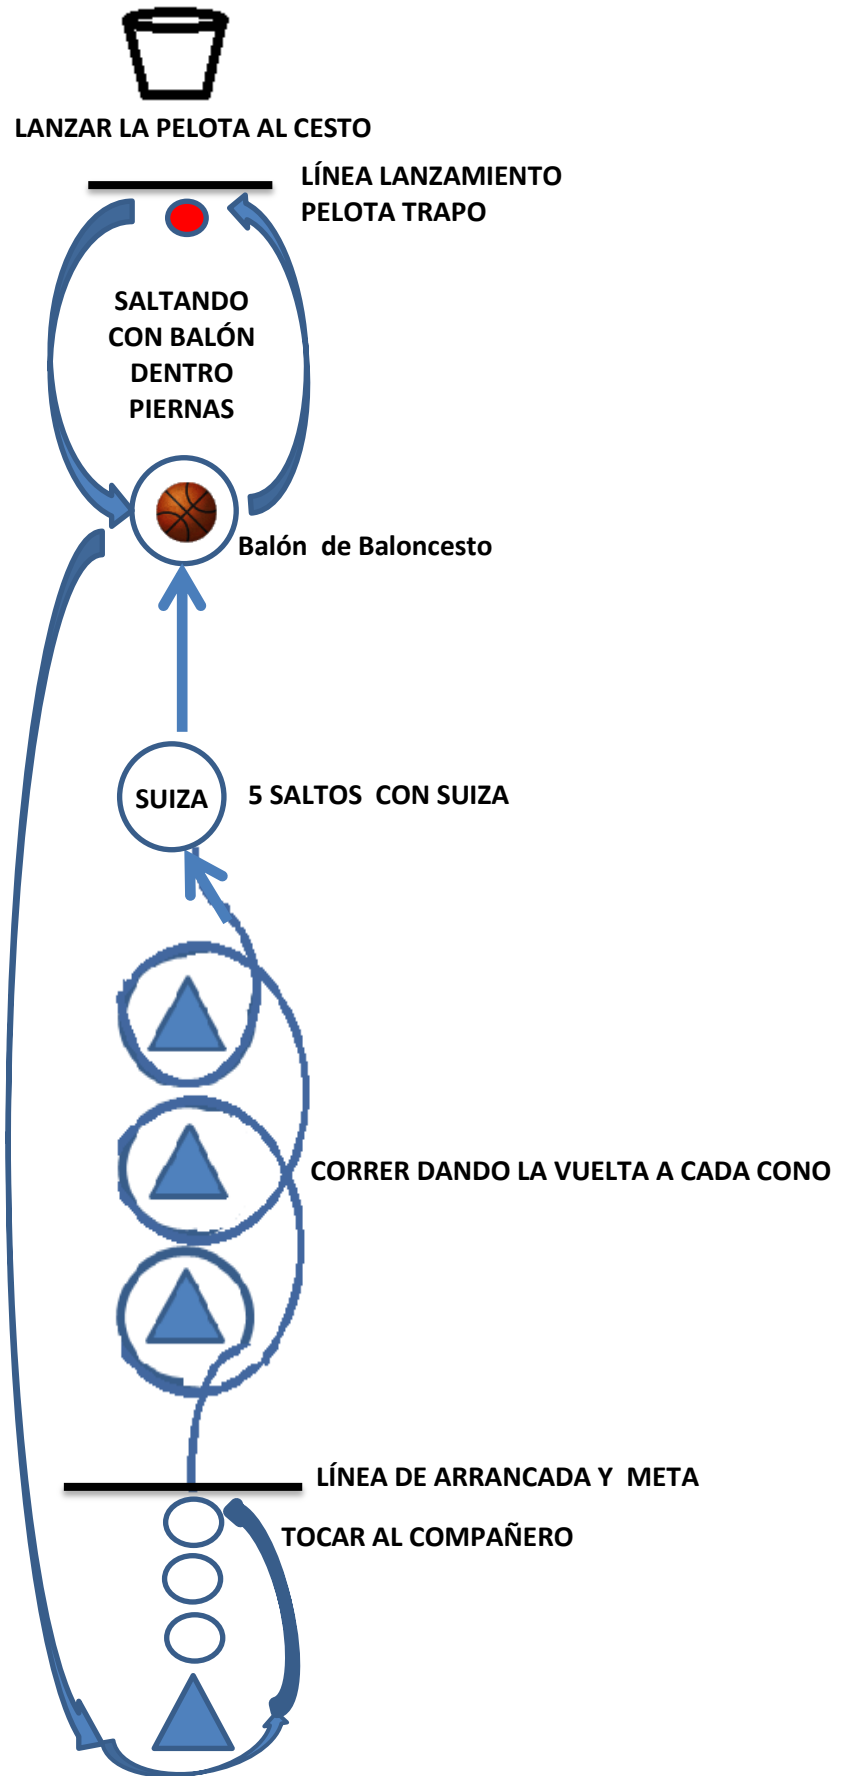 LANZAR LA PELOTA AL CESTO
LÍNEA LANZAMIENTO
PELOTA TRAPO
SALTANDO
CON BALÓN
DENTRO
PIERNAS
Balón de Baloncesto
SUIZA
5 SALTOS CON SUIZA
CORRER DANDO LA VUELTA A CADA CONO
LÍNEA DE ARRANCADA Y META
TOCAR AL COMPAÑERO